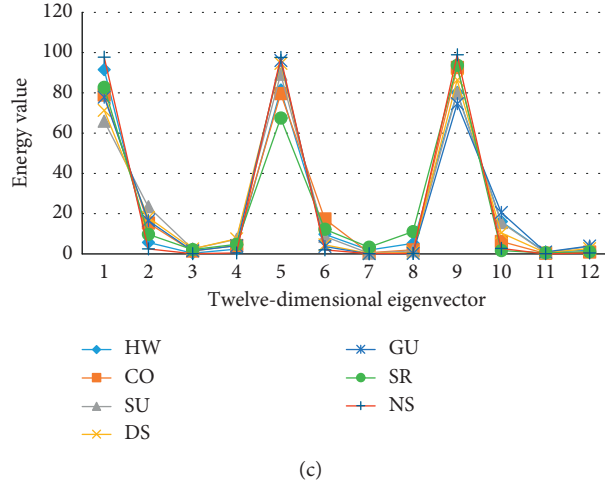 120
100
80
60
40
20
0
Energy value
1 2 3 4 5 6 7 8 9 10 11 12
Twelve-dimensional eigenvector
HW
CO
SU
DS
GU
SR
NS
(c)